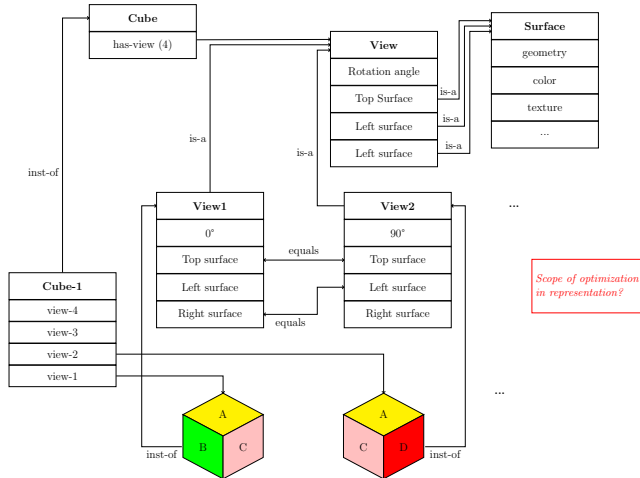 Cube
has-view (4)
View
Rotation angle
Top Surface
Left surface
Left surface
Surface
geometry
color
texture
...
is-a
is-a
is-a
is-a
is-a
inst-of
View1
0°
Top surface
Left surface
Right surface
equals
equals
View2
90°
Top surface
Left surface
Right surface
...
Scope of optimization
in representation?
Cube-1
view-4
view-3
view-2
view-1
...
A
B
C
inst-of
A
C
D
inst-of